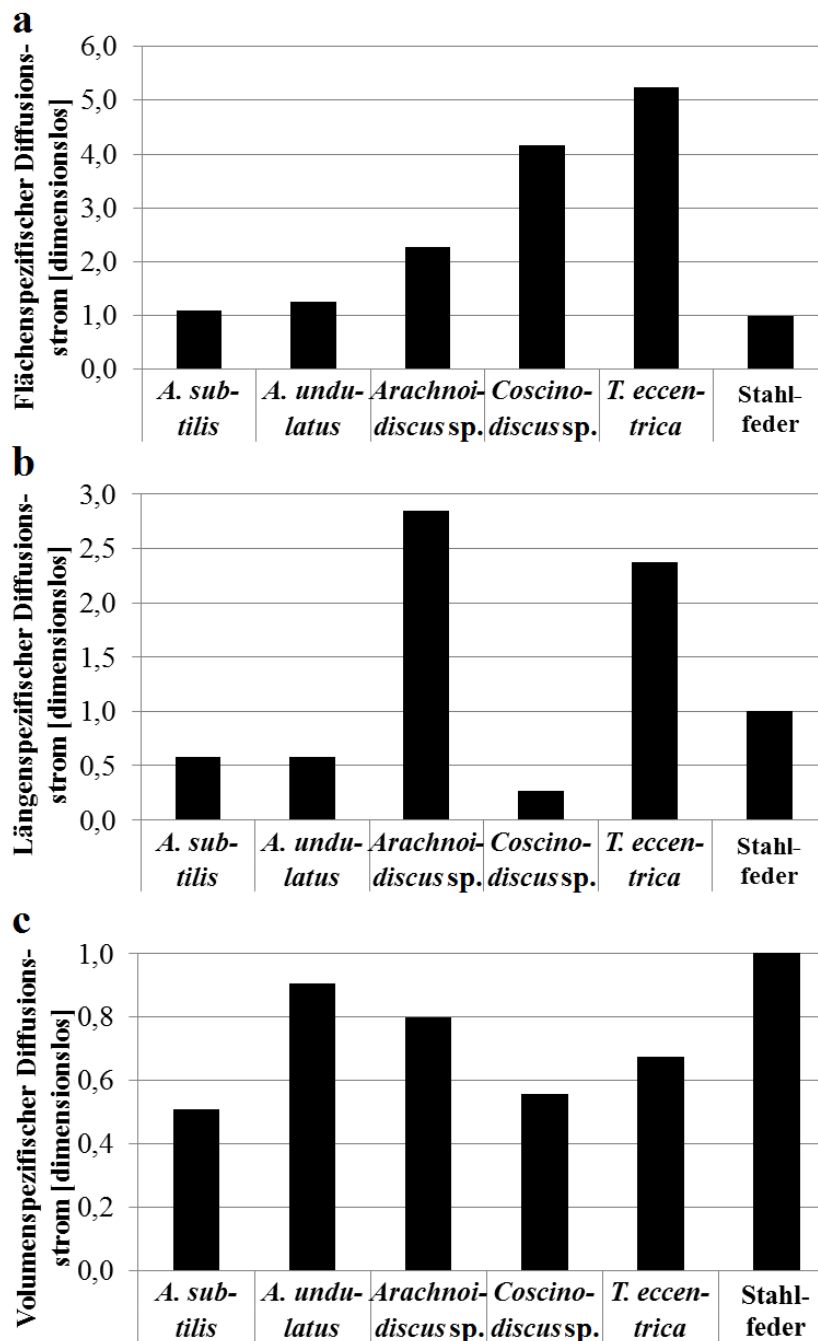 a
Flächenspezifischer Diffusions-
strom [dimensionslos]
6,0
5,0
4,0
3,0
2,0
1,0
0,0
A. sub-
tilis
A. undu-
latus
Arachnoi-
discus sp.
Coscino-
discus sp.
T. eccen-
trica
Stahl-
feder
b
Längenspezifischer Diffusions-
strom [dimensionslos]
3,0
2,5
2,0
1,5
1,0
0,5
0,0
A. sub-
tilis
A. undu-
latus
Arachnoi-
discus sp.
Coscino-
discus sp.
T. eccen-
trica
Stahl-
feder
c
Volumenspezifischer Diffusions-
strom [dimensionslos]
1,0
0,8
0,6
0,4
0,2
0,0
A. sub-
tilis
A. undu-
latus
Arachnoi-
discus sp.
Coscino-
discus sp.
T. eccen-
trica
Stahl-
feder